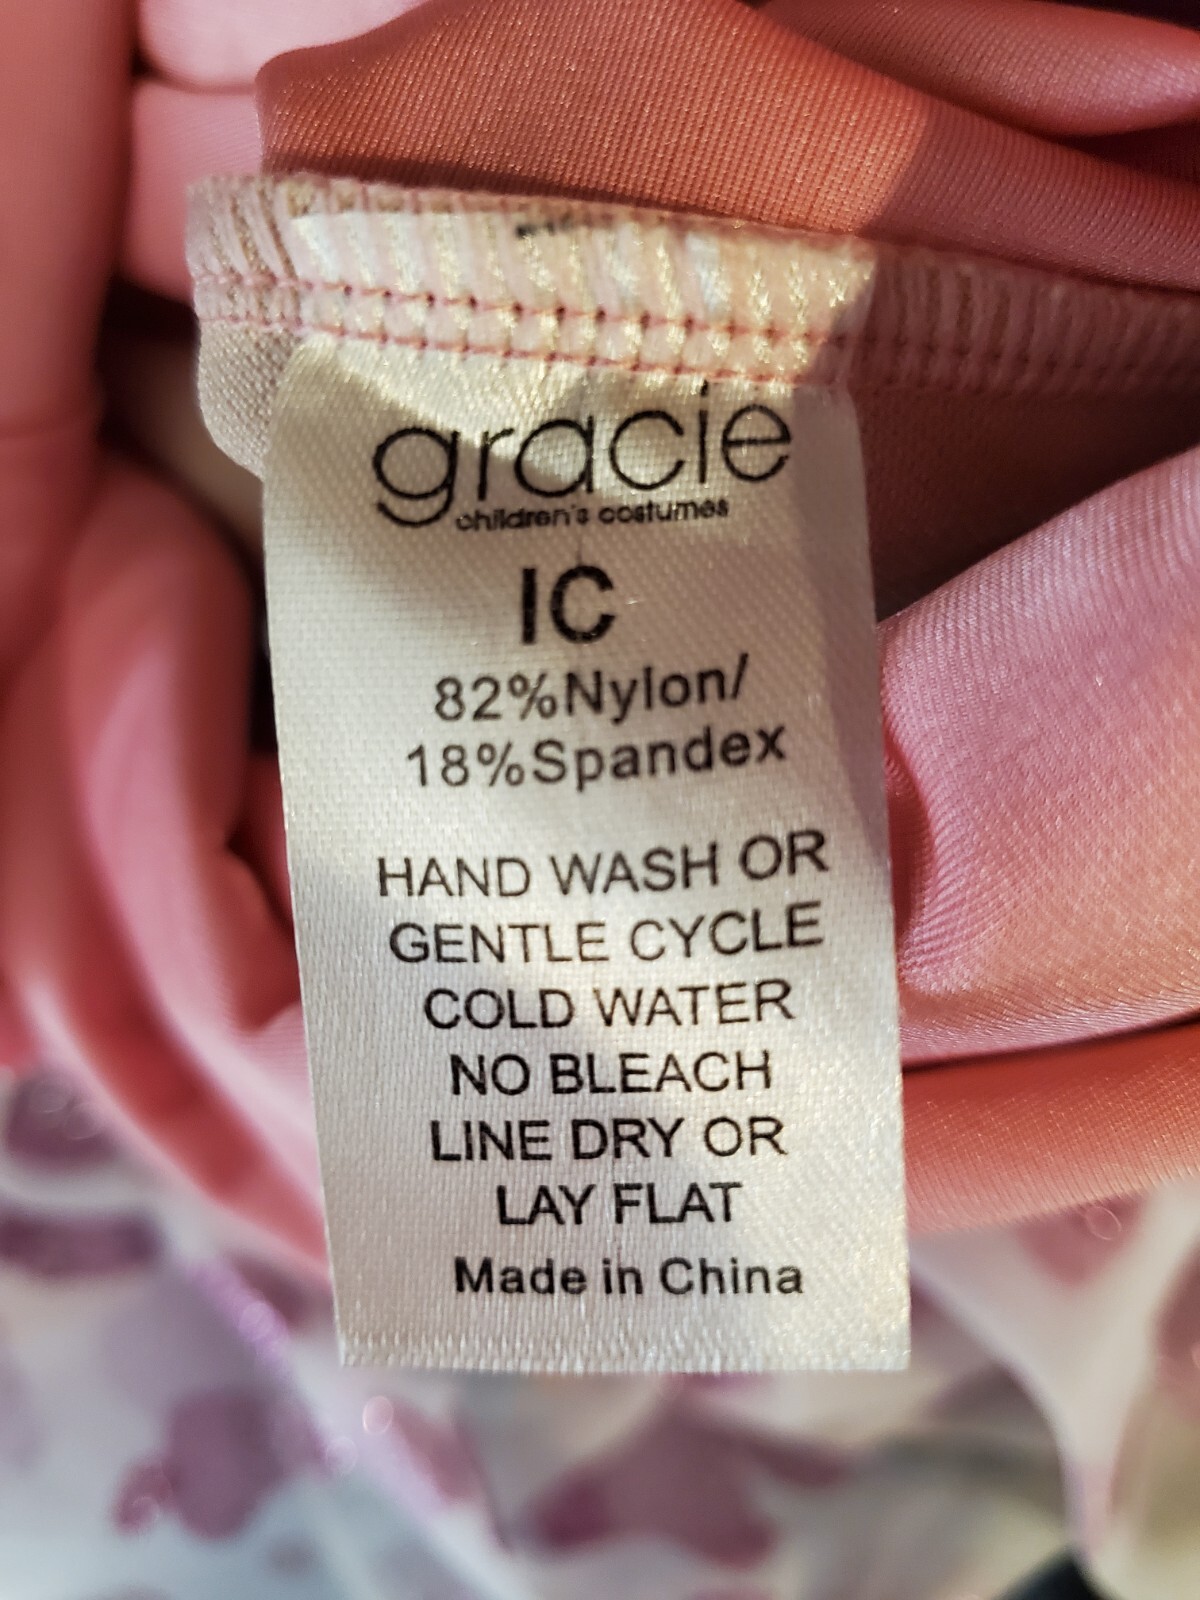 gracie
children's costumes
IC
82%Nylon/
18%Spandex
HAND WASH OR
GENTLE CYCLE
COLD WATER
NO BLEACH
LINE DRY OR
LAY FLAT
Made in China